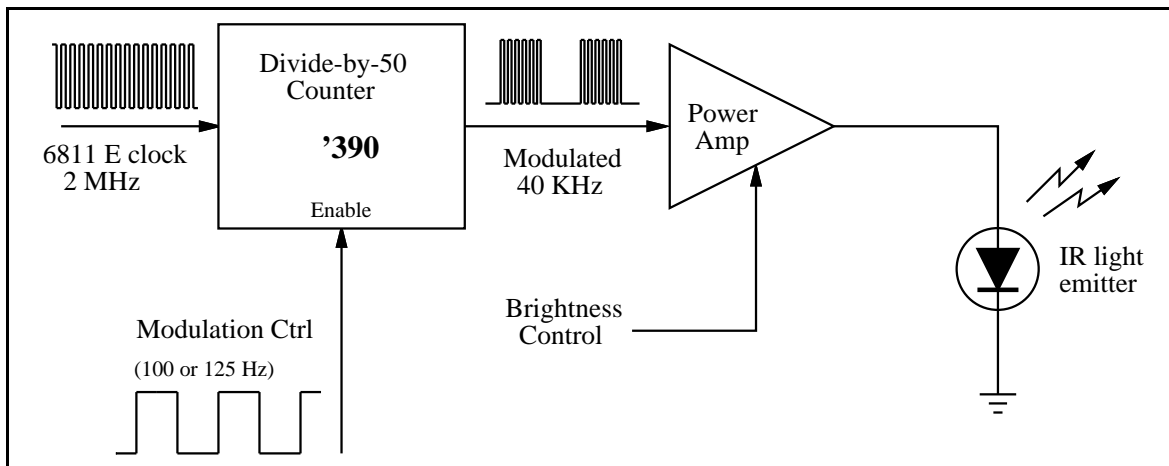 Divide-by-50
Counter
’390
Enable
6811 E clock
2 MHz
Modulated
40 KHz
Power
Amp
IR light
emitter
Brightness
Control
Modulation Ctrl
(100 or 125 Hz)